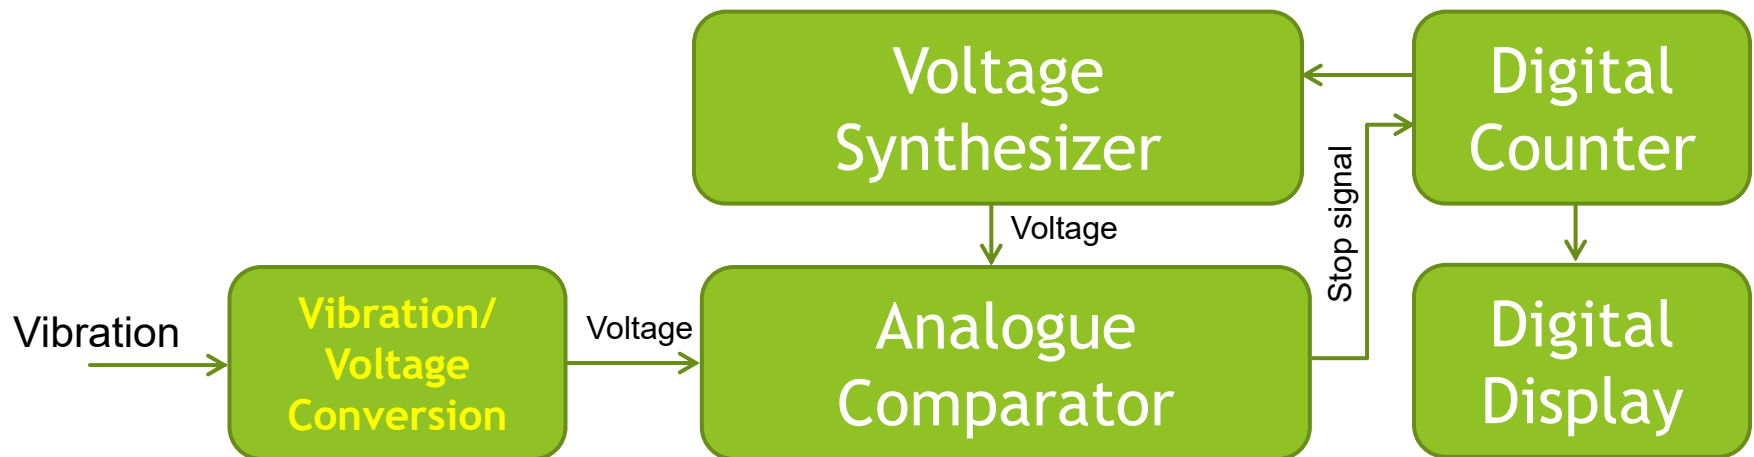 Voltage
Synthesizer
Digital
Counter
Voltage
Stop signal
Vibration
Vibration/
Voltage
Conversion
Voltage
Analogue
Comparator
Digital
Display